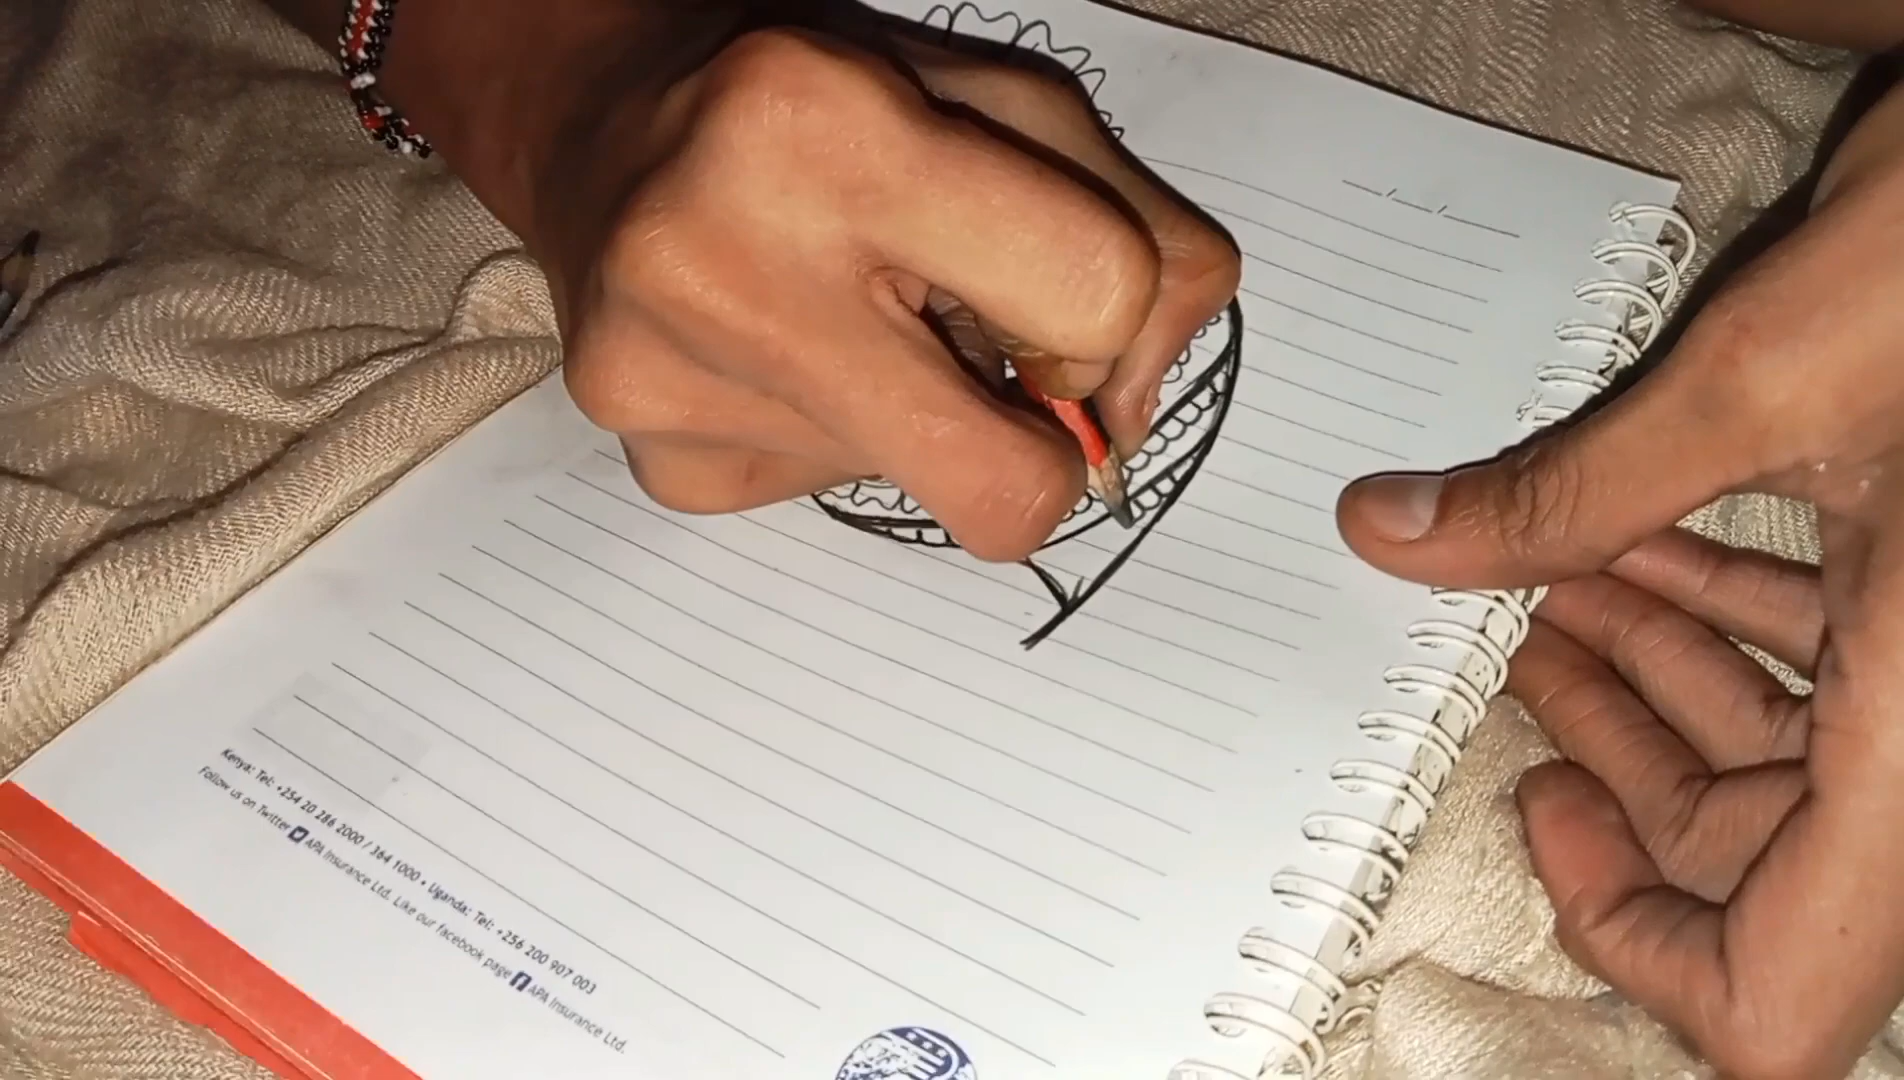 Kenya: Tel: +254 20 286 2000 / 364 1000 • Uganda: Tel: +256 200 907 003
Follow us on Twitter APA Insurance Ltd. Like our facebook page APA Insurance Ltd.